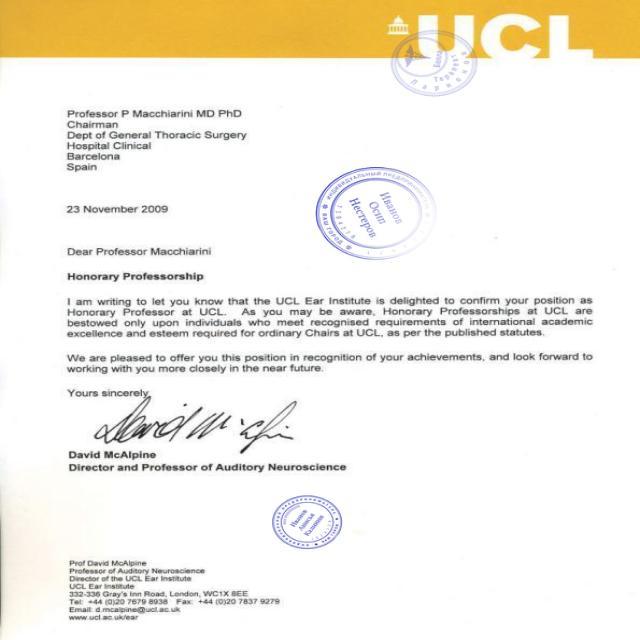 UCL
Professor P Macchiarini MD PhD
Chairman
Dept of General Thoracic Surgery
Hospital Clinical
Barcelona
Spain
ИНДИВИДУАЛЬНЫЙ ПРЕДПРИНИМАТЕЛЬ
Иванов
Осип
Нестеров
23 November 2009
Dear Professor Macchiarini
Honorary Professorship
I am writing to let you know that the UCL Ear Institute is delighted to confirm your position as
Honorary Professor at UCL. As you may be aware, Honorary Professorships at UCL are
bestowed only upon individuals who meet recognised requirements of international academic
excellence and esteem required for ordinary Chairs at UCL, as per the published statutes.
We are pleased to offer you this position in recognition of your achievements, and look forward to
working with you more closely in the near future.
Yours sincerely
David McAlpine
David McAlpine
Director and Professor of Auditory Neuroscience
Иванов
Prof David McAlpine
Professor of Auditory Neuroscience
Director of the UCL Ear Institute
UCL Ear Institute
332-336 Gray's Inn Road, London, WC1X 8EE
Tel: +44 (0)20 7679 8938 Fax: +44 (0)20 7837 9279
Email: d.mcalpine@ucl.ac.uk
www.ucl.ac.uk/ear